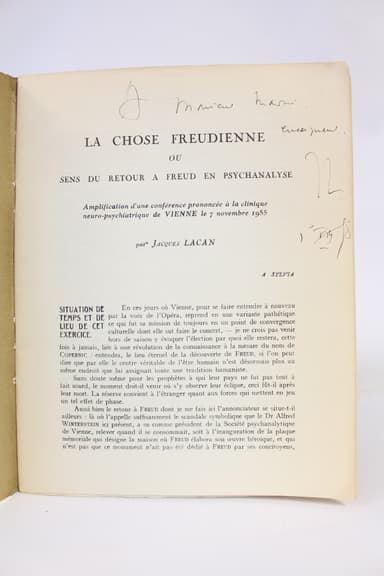 A Monsieur
LA CHOSE FREUDIENNE
OU
SENS DU RETOUR A FREUD EN PSYCHANALYSE
Amplification d'une conférence prononcée à la clinique
neuro-psychiatrique de VIENNE le 7 novembre 1955
par Jacques LACAN
A SYLVIA
SITUATION DE
TEMPS ET DE
LIEU DE CET
EXERCICE.
En ces jours où Vienne, pour se faire entendre à nouveau
par la voix de l'Opéra, reprend en une variante pathétique
ce qui fut sa mission de toujours en un point de convergence
culturelle dont elle sut faire le concert, — je ne crois pas venir
hors de saison y évoquer l'élection par quoi elle restera, cette
fois à jamais, liée à une révolution de la connaissance à la mesure du nom de
COPERNIC : entendez, le lieu éternel de la découverte de FREUD, si l'on peut
dire que par elle le centre véritable de l'être humain n'est désormais plus au
même endroit que lui assignait toute une tradition humaniste.
Sans doute même pour les prophètes à qui leur pays ne fut pas tout à
fait sourd, le moment doit-il venir où s'y observe leur éclipse, ceci fût-il après
leur mort. La réserve convient à l'étranger quant aux forces qui mettent en jeu
un tel effet de phase.
Aussi bien le retour à FREUD dont je me fais ici l'annonciateur se situe-t-il
ailleurs : là où l'appelle suffisamment le scandale symbolique que le Dr Alfred
WINTERSTEIN ici présent, a su comme président de la Société psychanalytique
de Vienne, relever quand il se consommait, soit à l'inauguration de la plaque
mémoriale qui désigne la maison où FREUD élabora son œuvre héroïque, et qui
n'est pas que ce monument n'ait pas été dédié à FREUD par ses concitoyens,